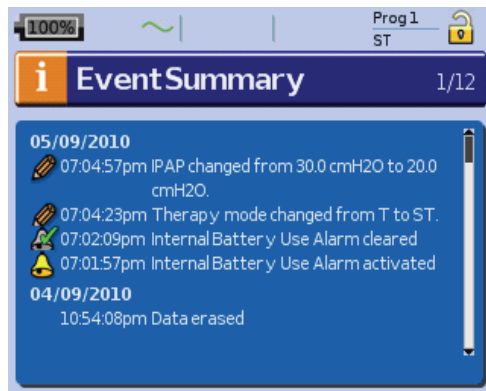 100%
Prog1
ST
i EventSummary 1/12
05/09/2010
07:04:57pm IPAP changed from 30.0 cmH2O to 20.0
cmH2O.
07:04:23pm Therapy mode changed from T to ST.
07:02:09pm Internal Battery Use Alarm cleared
07:01:57pm Internal Battery Use Alarm activated
04/09/2010
10:54:08pm Data erased